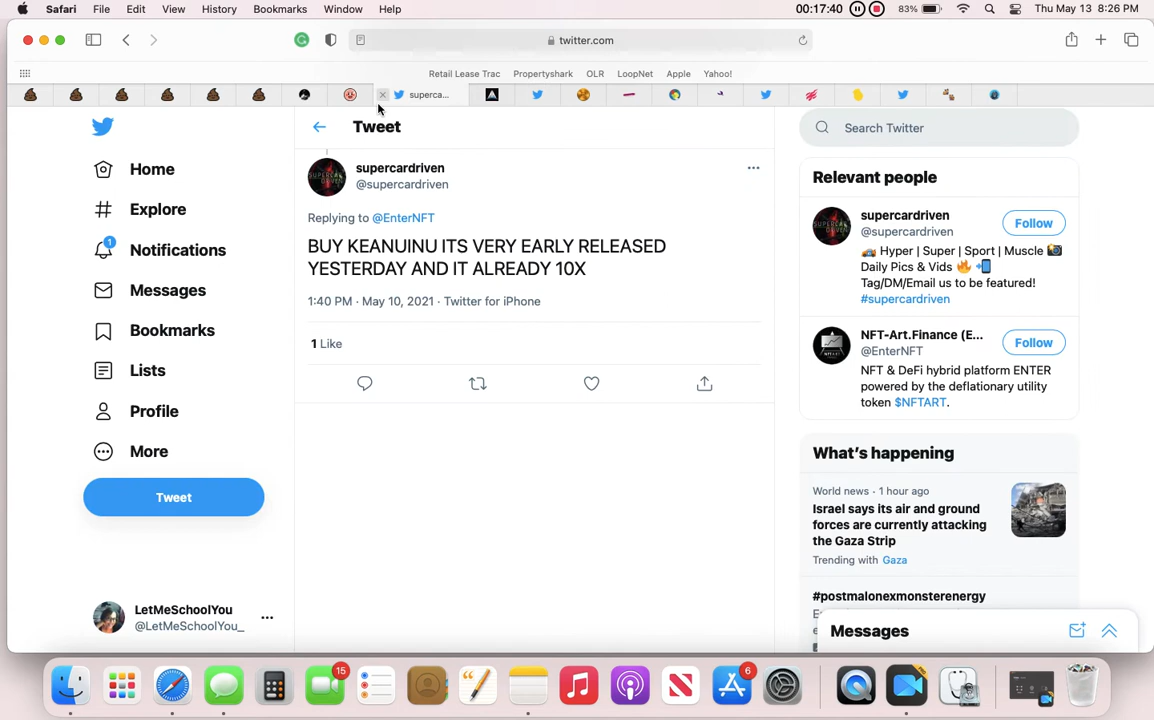 Safari File Edit View History Bookmarks Window Help 00:17:40 83% Thu May 13 8:26 PM
twitter.com
Retail Lease Trac Propertyshark OLR LoopNet Apple Yahoo!
superca...
Tweet
Search Twitter
Home
Explore
1
Notifications
Messages
Bookmarks
Lists
Profile
More
Tweet
LetMeSchoolYou
@LetMeSchoolYou_
supercardriven
@supercardriven
Replying to @EnterNFT
BUY KEANUINU ITS VERY EARLY RELEASED
YESTERDAY AND IT ALREADY 10X
1:40 PM · May 10, 2021 · Twitter for iPhone
1 Like
Relevant people
supercardriven
@supercardriven
Follow
🚓 Hyper | Super | Sport | Muscle 📸
Daily Pics & Vids 🔥 📲
Tag/DM/Email us to be featured!
#supercardriven
NFT-Art.Finance (E...
@EnterNFT
Follow
NFT & DeFi hybrid platform ENTER
powered by the deflationary utility
token $NFTART.
What's happening
World news · 1 hour ago
Israel says its air and ground
forces are currently attacking
the Gaza Strip
Trending with Gaza
#postmalonexmonsterenergy
Messages
15
6